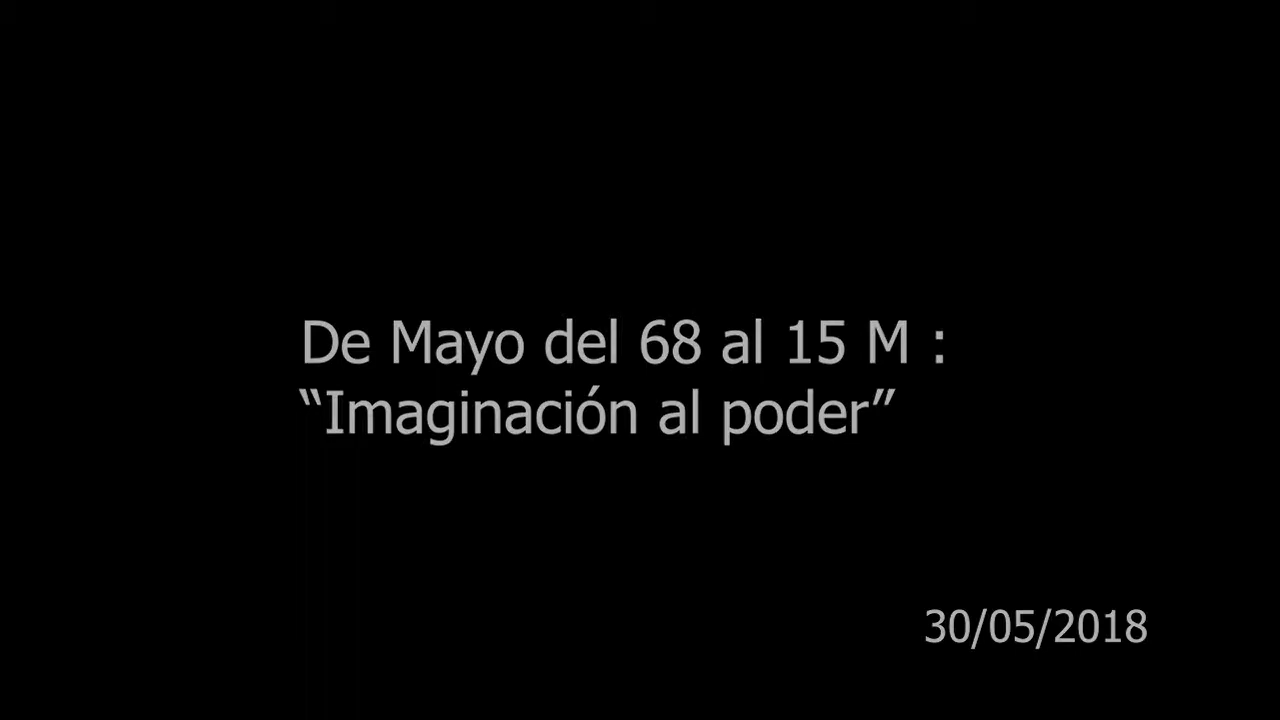 De Mayo del 68 al 15 M :
“Imaginación al poder”
30/05/2018